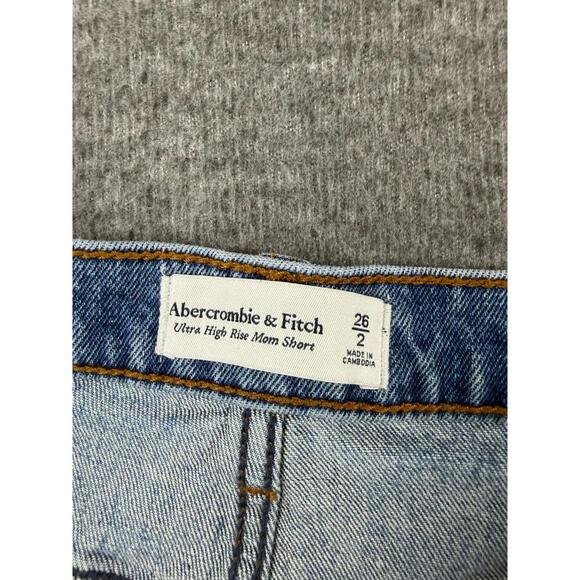 Abercrombie & Fitch
Ultra High Rise Mom Short
26
2
MADE IN
CAMBODIA